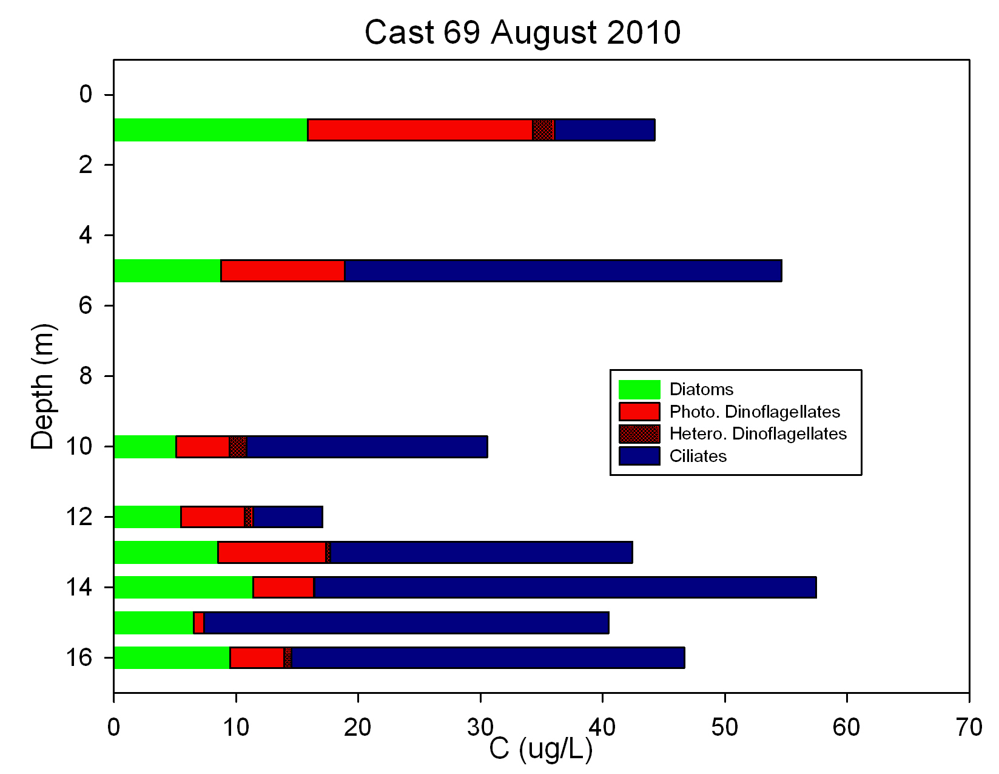 Cast 69 August 2010
0
2
4
6
8
10
12
14
16
Depth (m)
Diatoms
Photo. Dinoflagellates
Hetero. Dinoflagellates
Ciliates
0 10 20 30 40 50 60 70
C (ug/L)